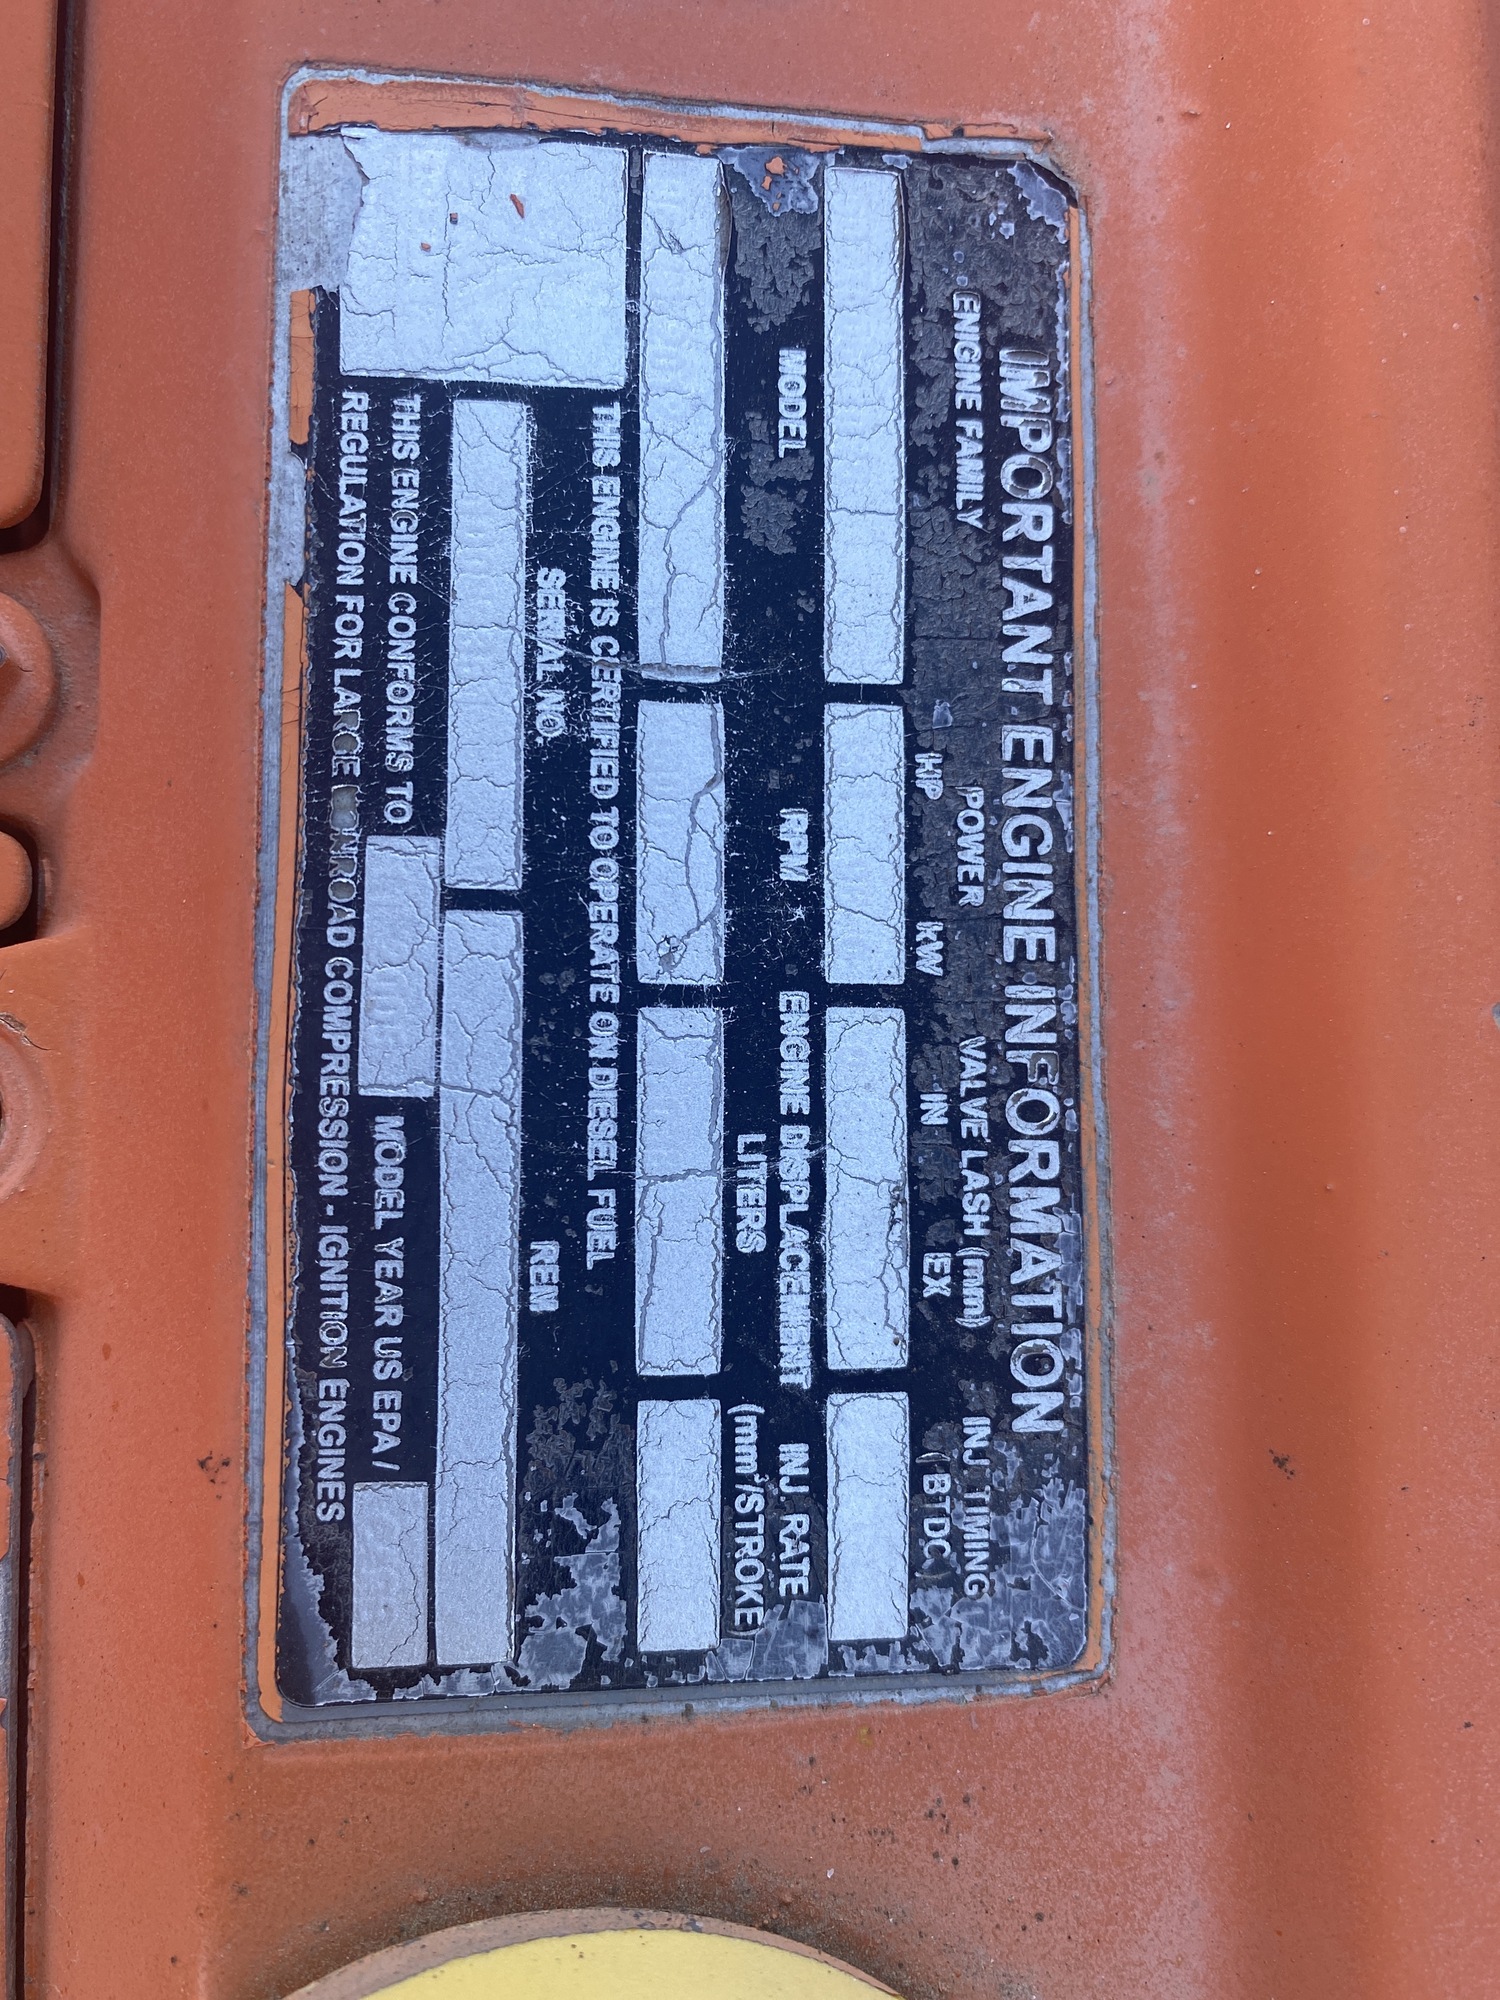 IMPORTANT ENGINE INFORMATION
ENIGINE FAMILY POWER VALVE LASH (mm) INJ TIMING
HP kW IN EX ( BTDC)
MODEL RPM ENGINE DISPLACEMENT INJ. RATE
LITERS (mm³/STROKE)
THIS ENGINE IS CERTIFIED TO OPERATE ON DIESEL FUEL
SERIAL NO. REM
THIS ENGINE CONFORMS TO MODEL YEAR US EPA /
REGULATION FOR LARGE NONROAD COMPRESSION - IGNITION ENGINES